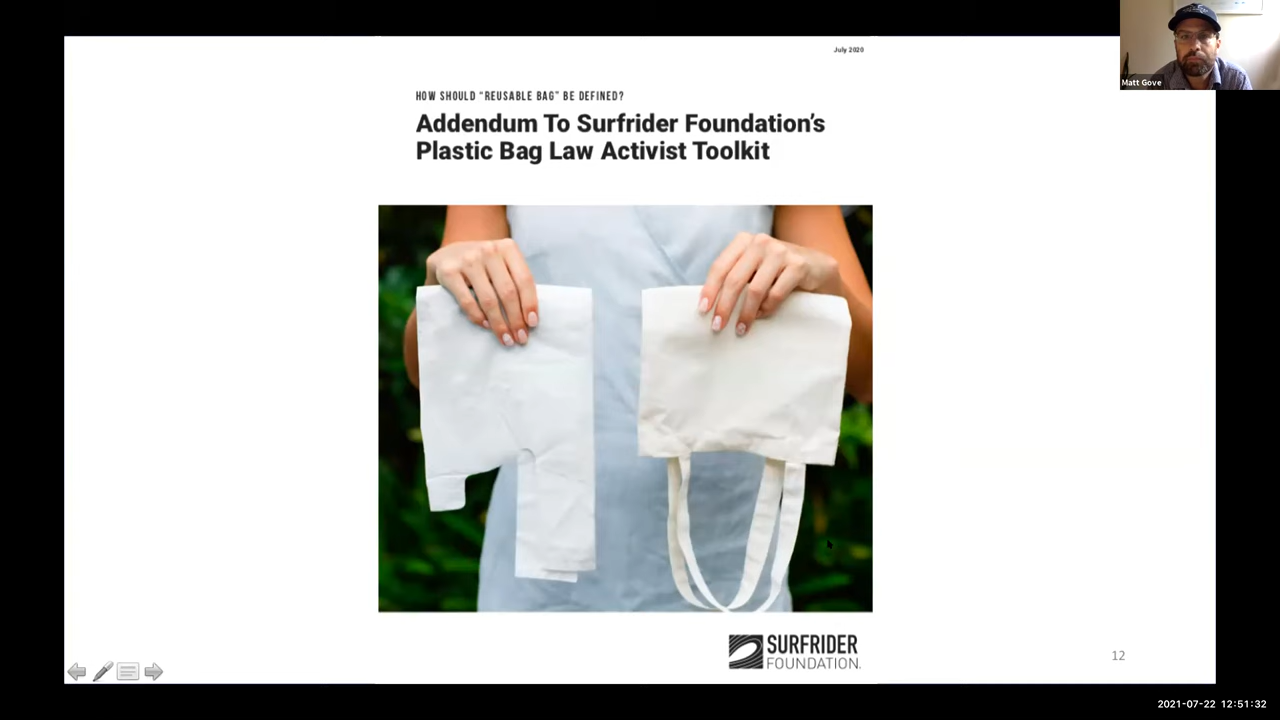 July 2020
HOW SHOULD "REUSABLE BAG" BE DEFINED?
Addendum To Surfrider Foundation's
Plastic Bag Law Activist Toolkit
SURFRIDER
FOUNDATION.
12
Matt Gove
2021-07-22 12:51:32